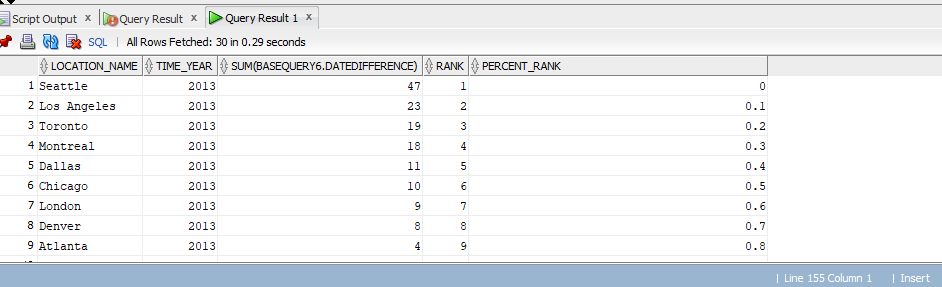 Script Output x Query Result x Query Result 1 x
SQL | All Rows Fetched: 30 in 0.29 seconds
LOCATION_NAME TIME_YEAR SUM(BASEQUERY6.DATEDIFFERENCE) RANK PERCENT_RANK
1 Seattle 2013 47 1 0
2 Los Angeles 2013 23 2 0.1
3 Toronto 2013 19 3 0.2
4 Montreal 2013 18 4 0.3
5 Dallas 2013 11 5 0.4
6 Chicago 2013 10 6 0.5
7 London 2013 9 7 0.6
8 Denver 2013 8 8 0.7
9 Atlanta 2013 4 9 0.8
| Line 155 Column 1 | Insert